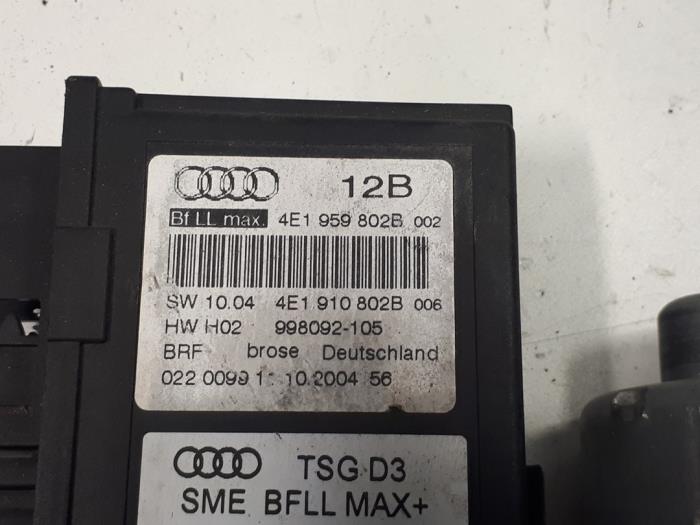 12B
Bf LL max. 4E1 959 802B 002
SW 10.04 4E1 910 802B 006
HW H02 998092-105
BRF brose Deutschland
022 0099 10.2004 56
TSG D3
SME BFLL MAX+